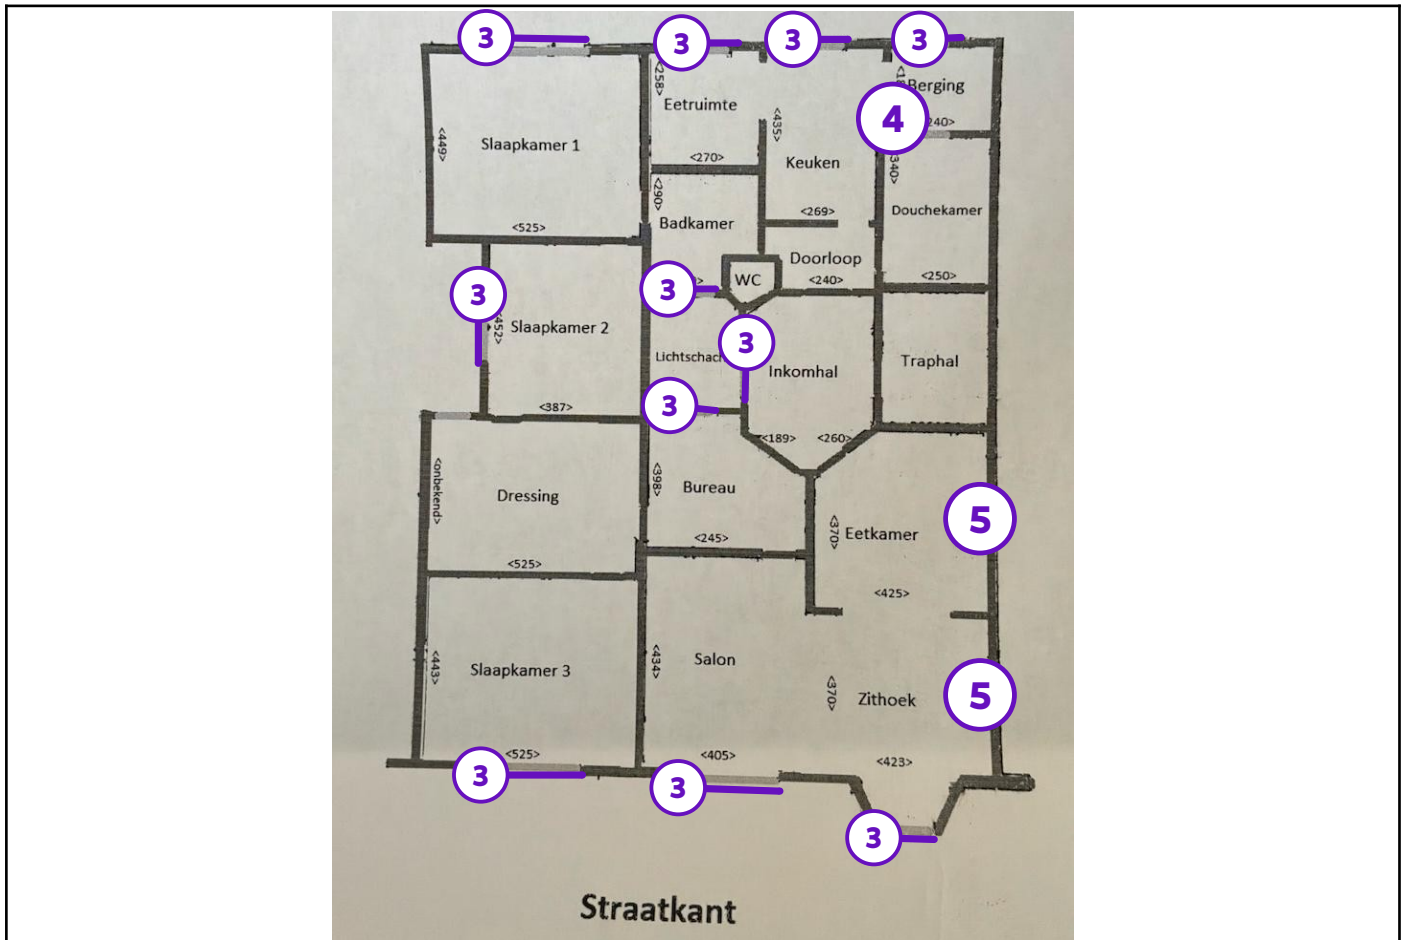 3
3
3
3
<258>
Berging
Eetruimte
4
240>
<435>
<449>
Slaapkamer 1
<270>
Keuken
<340>
<290>
Badkamer
<269>
Douchekamer
<525>
Doorloop
WC
<240>
<250>
3
3
<452>
Slaapkamer 2
3
Lichtschach
Inkomhal
Traphal
<387>
3
<189>
<260>
<onbekend>
Dressing
<398>
Bureau
<370>
Eetkamer
5
<245>
<525>
<425>
<443>
Slaapkamer 3
<434>
Salon
<370>
Zithoek
5
<525>
<405>
<423>
3
3
3
Straatkant